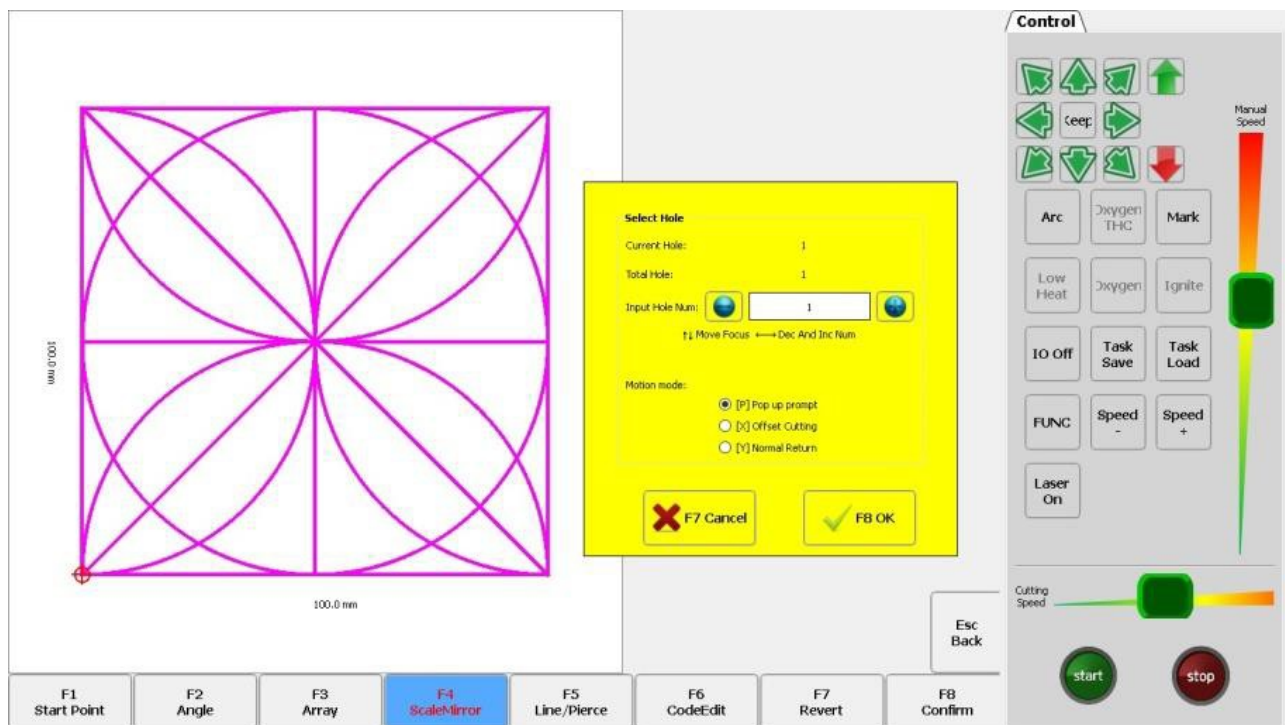 Control
Keep
Manual
Speed
Arc
Oxygen
THC
Mark
Low
Heat
Oxygen
Ignite
IO Off
Task
Save
Task
Load
FUNC
Speed
-
Speed
+
Laser
On
Cutting
Speed
start
stop
100.0 mm
100.0 mm
Select Hole
Current Hole: 1
Total Hole: 1
Input Hole Num: 1
↑↓ Move Focus ←→ Dec And Inc Num
Motion mode:
[P] Pop up prompt
[X] Offset Cutting
[Y] Normal Return
F7 Cancel
F8 OK
Esc
Back
F1
Start Point
F2
Angle
F3
Array
F4
ScaleMirror
F5
Line/Pierce
F6
CodeEdit
F7
Revert
F8
Confirm